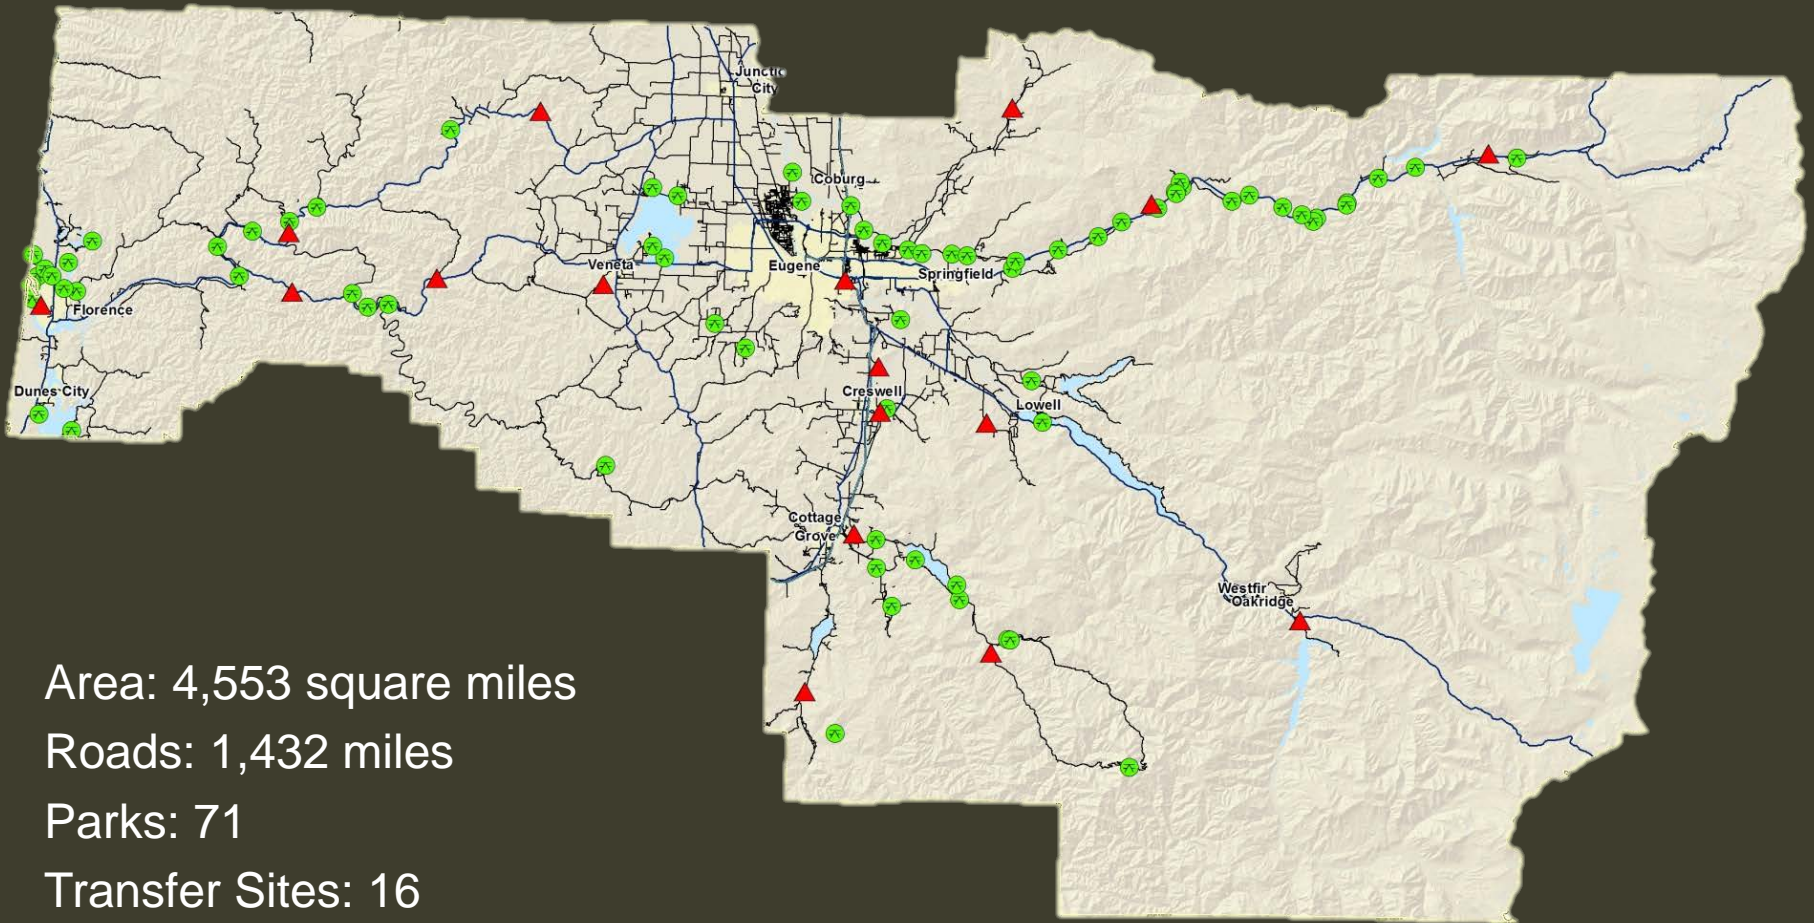 Junctic
City
Coburg
Veneta
Eugene
Springfield
Florence
Dunes City
Creswell
Lowell
Cottage
Grove
Westfir
Oakridge
Area: 4,553 square miles
Roads: 1,432 miles
Parks: 71
Transfer Sites: 16